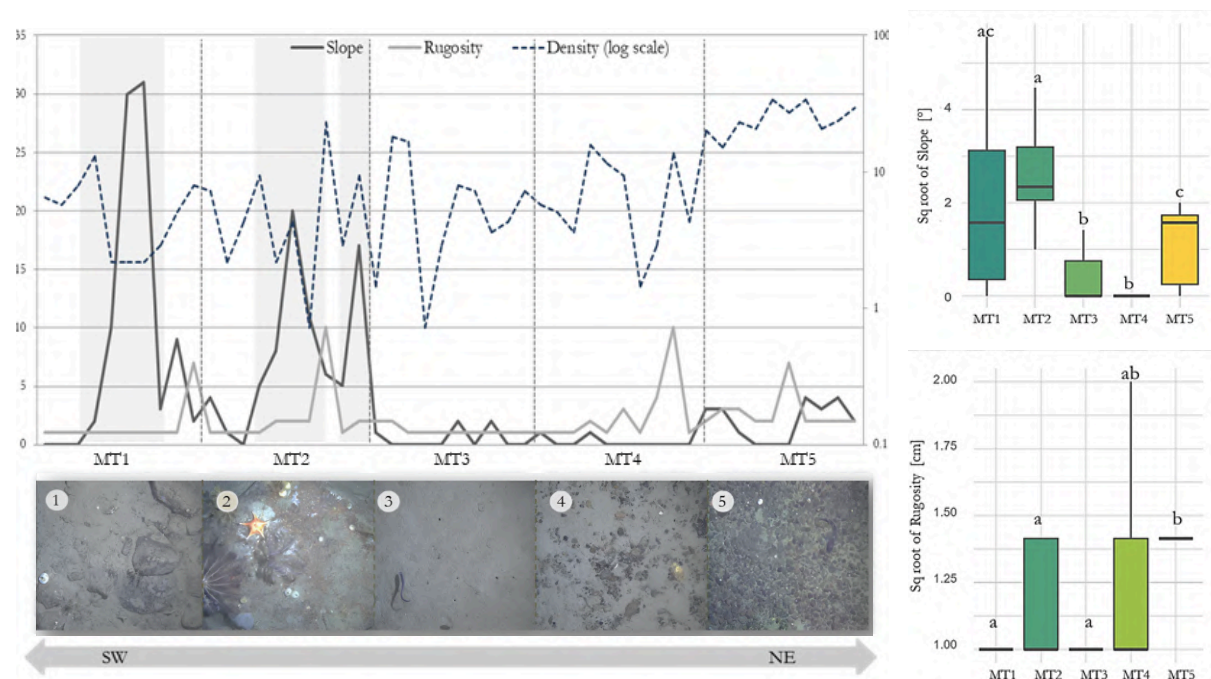 Slope Rugosity Density (log scale)
35
30
25
20
15
10
5
0
100
10
1
0.1
MT1 MT2 MT3 MT4 MT5
1 2 3 4 5
SW NE
Sq root of Slope [°]
4
2
0
ac
a
b
b
c
MT1 MT2 MT3 MT4 MT5
Sq root of Rugosity [cm]
2.00
1.75
1.50
1.25
1.00
a
a
a
ab
b
MT1 MT2 MT3 MT4 MT5